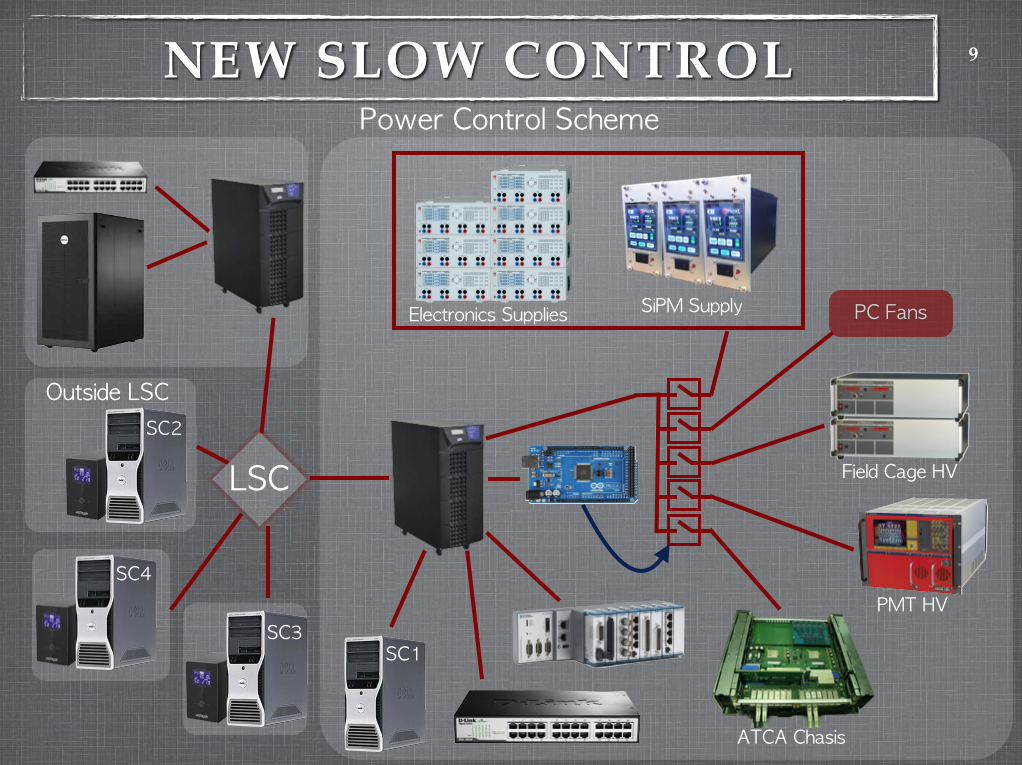 NEW SLOW CONTROL
9
Power Control Scheme
Electronics Supplies
SiPM Supply
PC Fans
Outside LSC
SC2
LSC
Field Cage HV
SC4
PMT HV
SC3
SC1
D-Link
ATCA Chasis